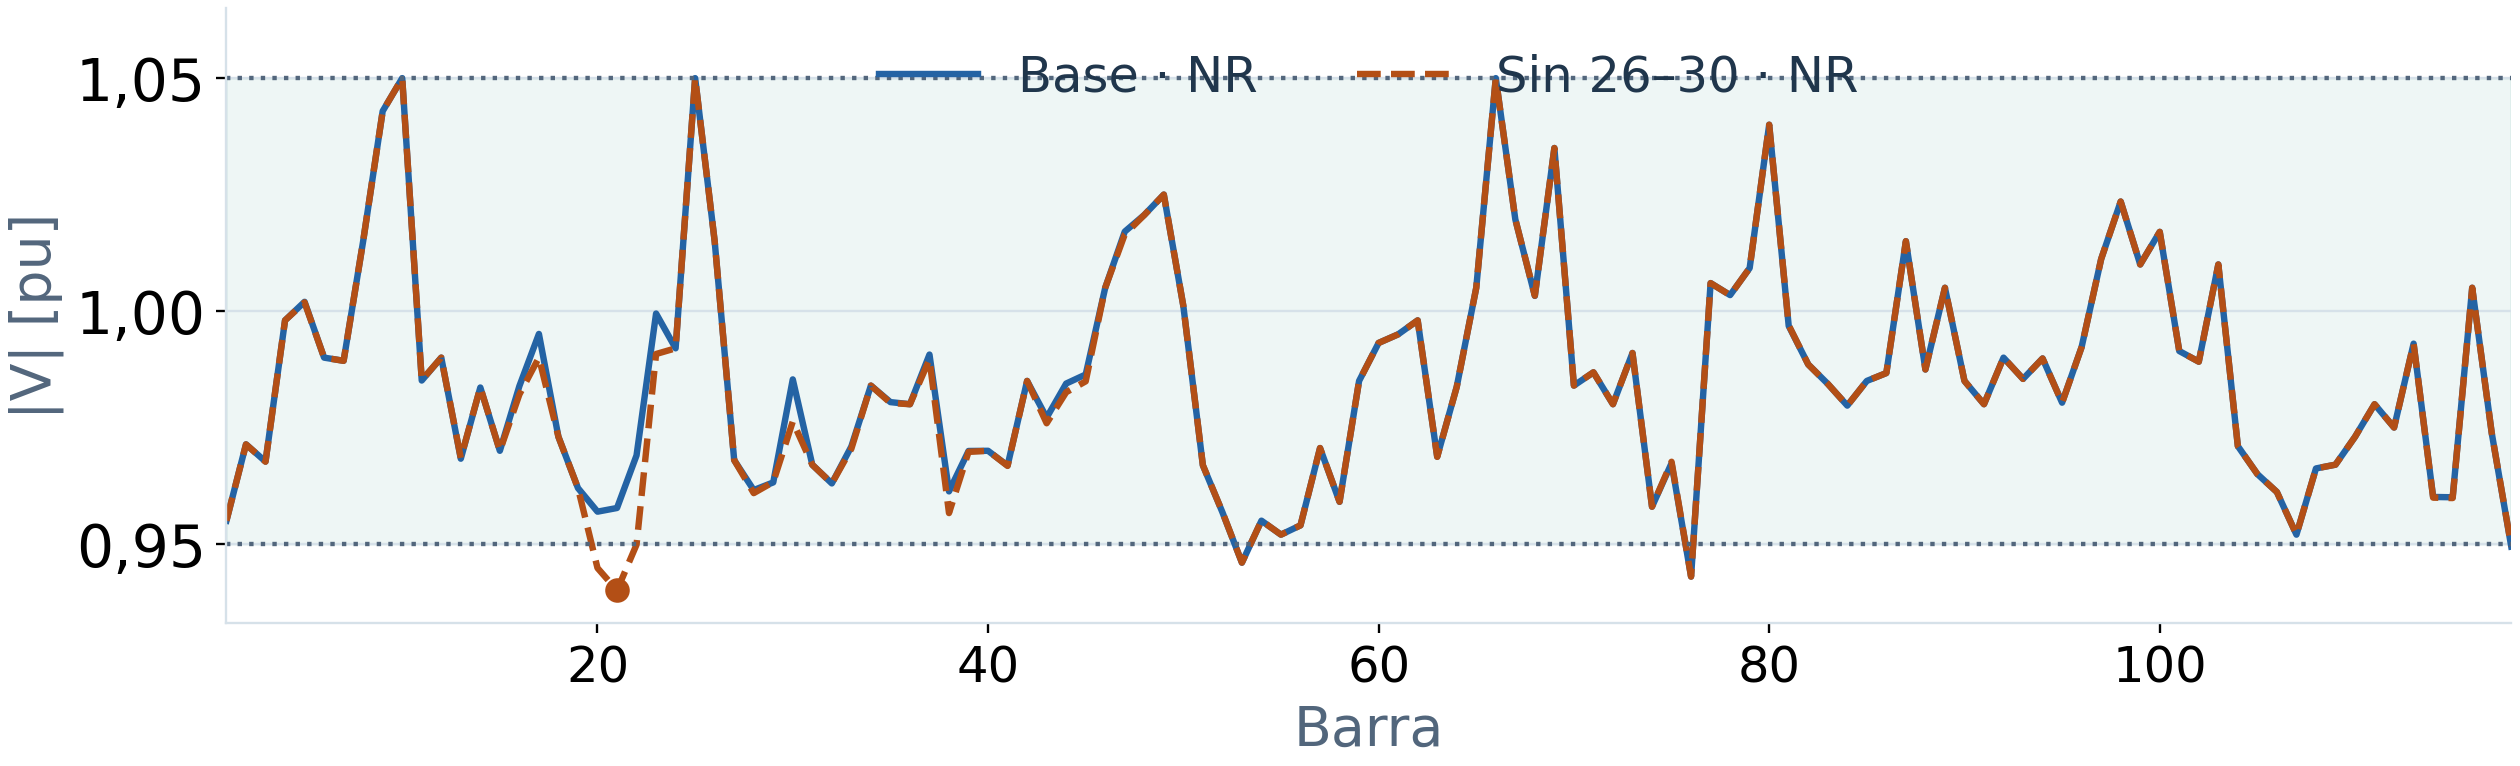 Base · NR
Sin 26–30 · NR
1,05
1,00
0,95
|V| [pu]
20 40 60 80 100
Barra